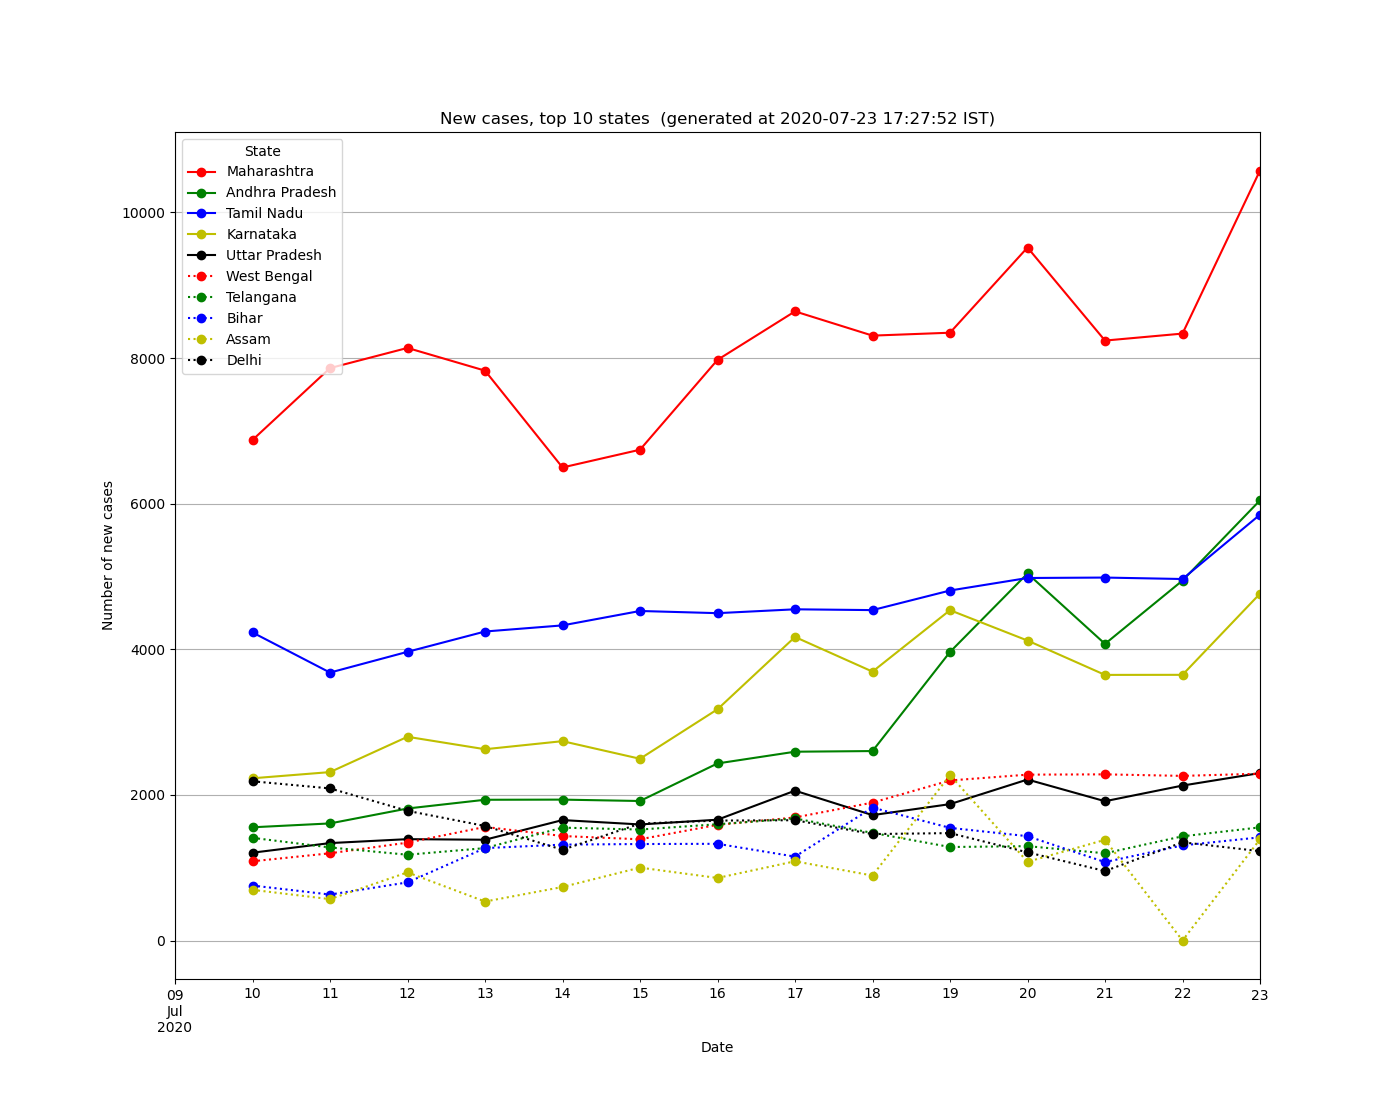 New cases, top 10 states  (generated at 2020-07-23 17:27:52 IST)
State
Maharashtra
Andhra Pradesh
Tamil Nadu
Karnataka
Uttar Pradesh
West Bengal
Telangana
Bihar
Assam
Delhi
Number of new cases
10000
8000
6000
4000
2000
0
09 10 11 12 13 14 15 16 17 18 19 20 21 22 23
Jul
2020
Date